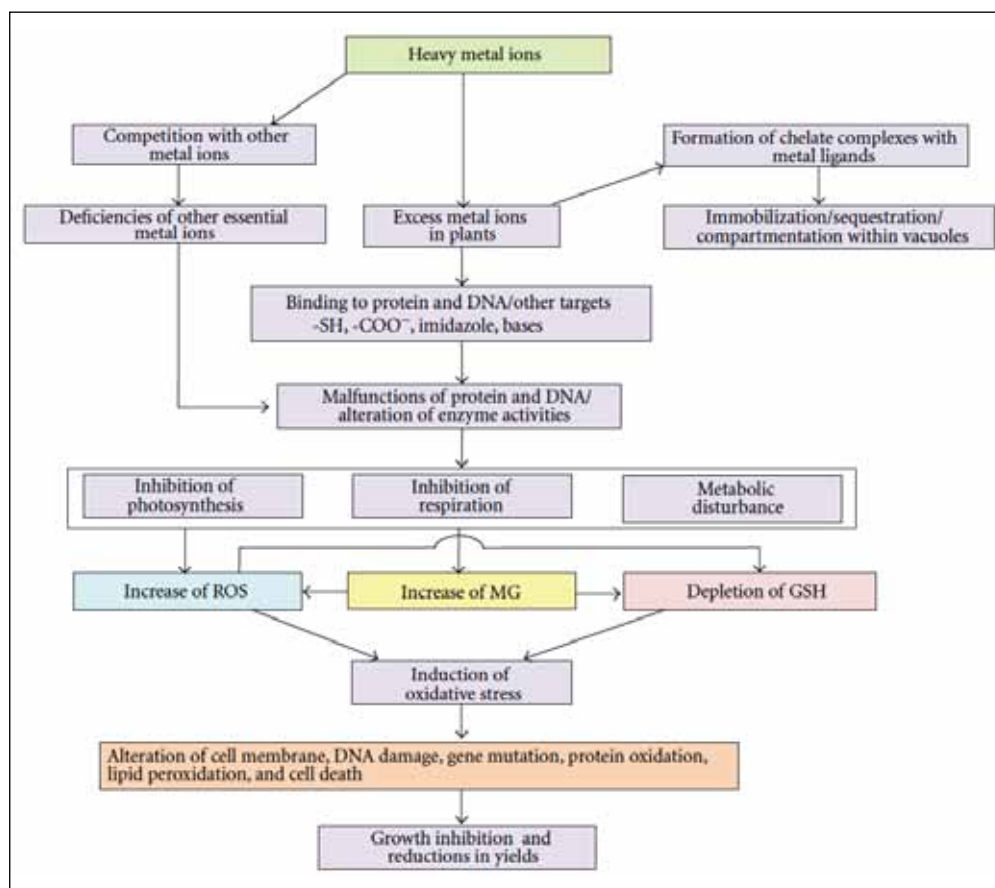 Heavy metal ions
Competition with other
metal ions
Formation of chelate complexes with
metal ligands
Deficiencies of other essential
metal ions
Excess metal ions
in plants
Immobilization/sequestration/
compartmentation within vacuoles
Binding to protein and DNA/other targets
-SH, -COO⁻, imidazole, bases
Malfunctions of protein and DNA/
alteration of enzyme activities
Inhibition of
photosynthesis
Inhibition of
respiration
Metabolic
disturbance
Increase of ROS
Increase of MG
Depletion of GSH
Induction of
oxidative stress
Alteration of cell membrane, DNA damage, gene mutation, protein oxidation,
lipid peroxidation, and cell death
Growth inhibition and
reductions in yields